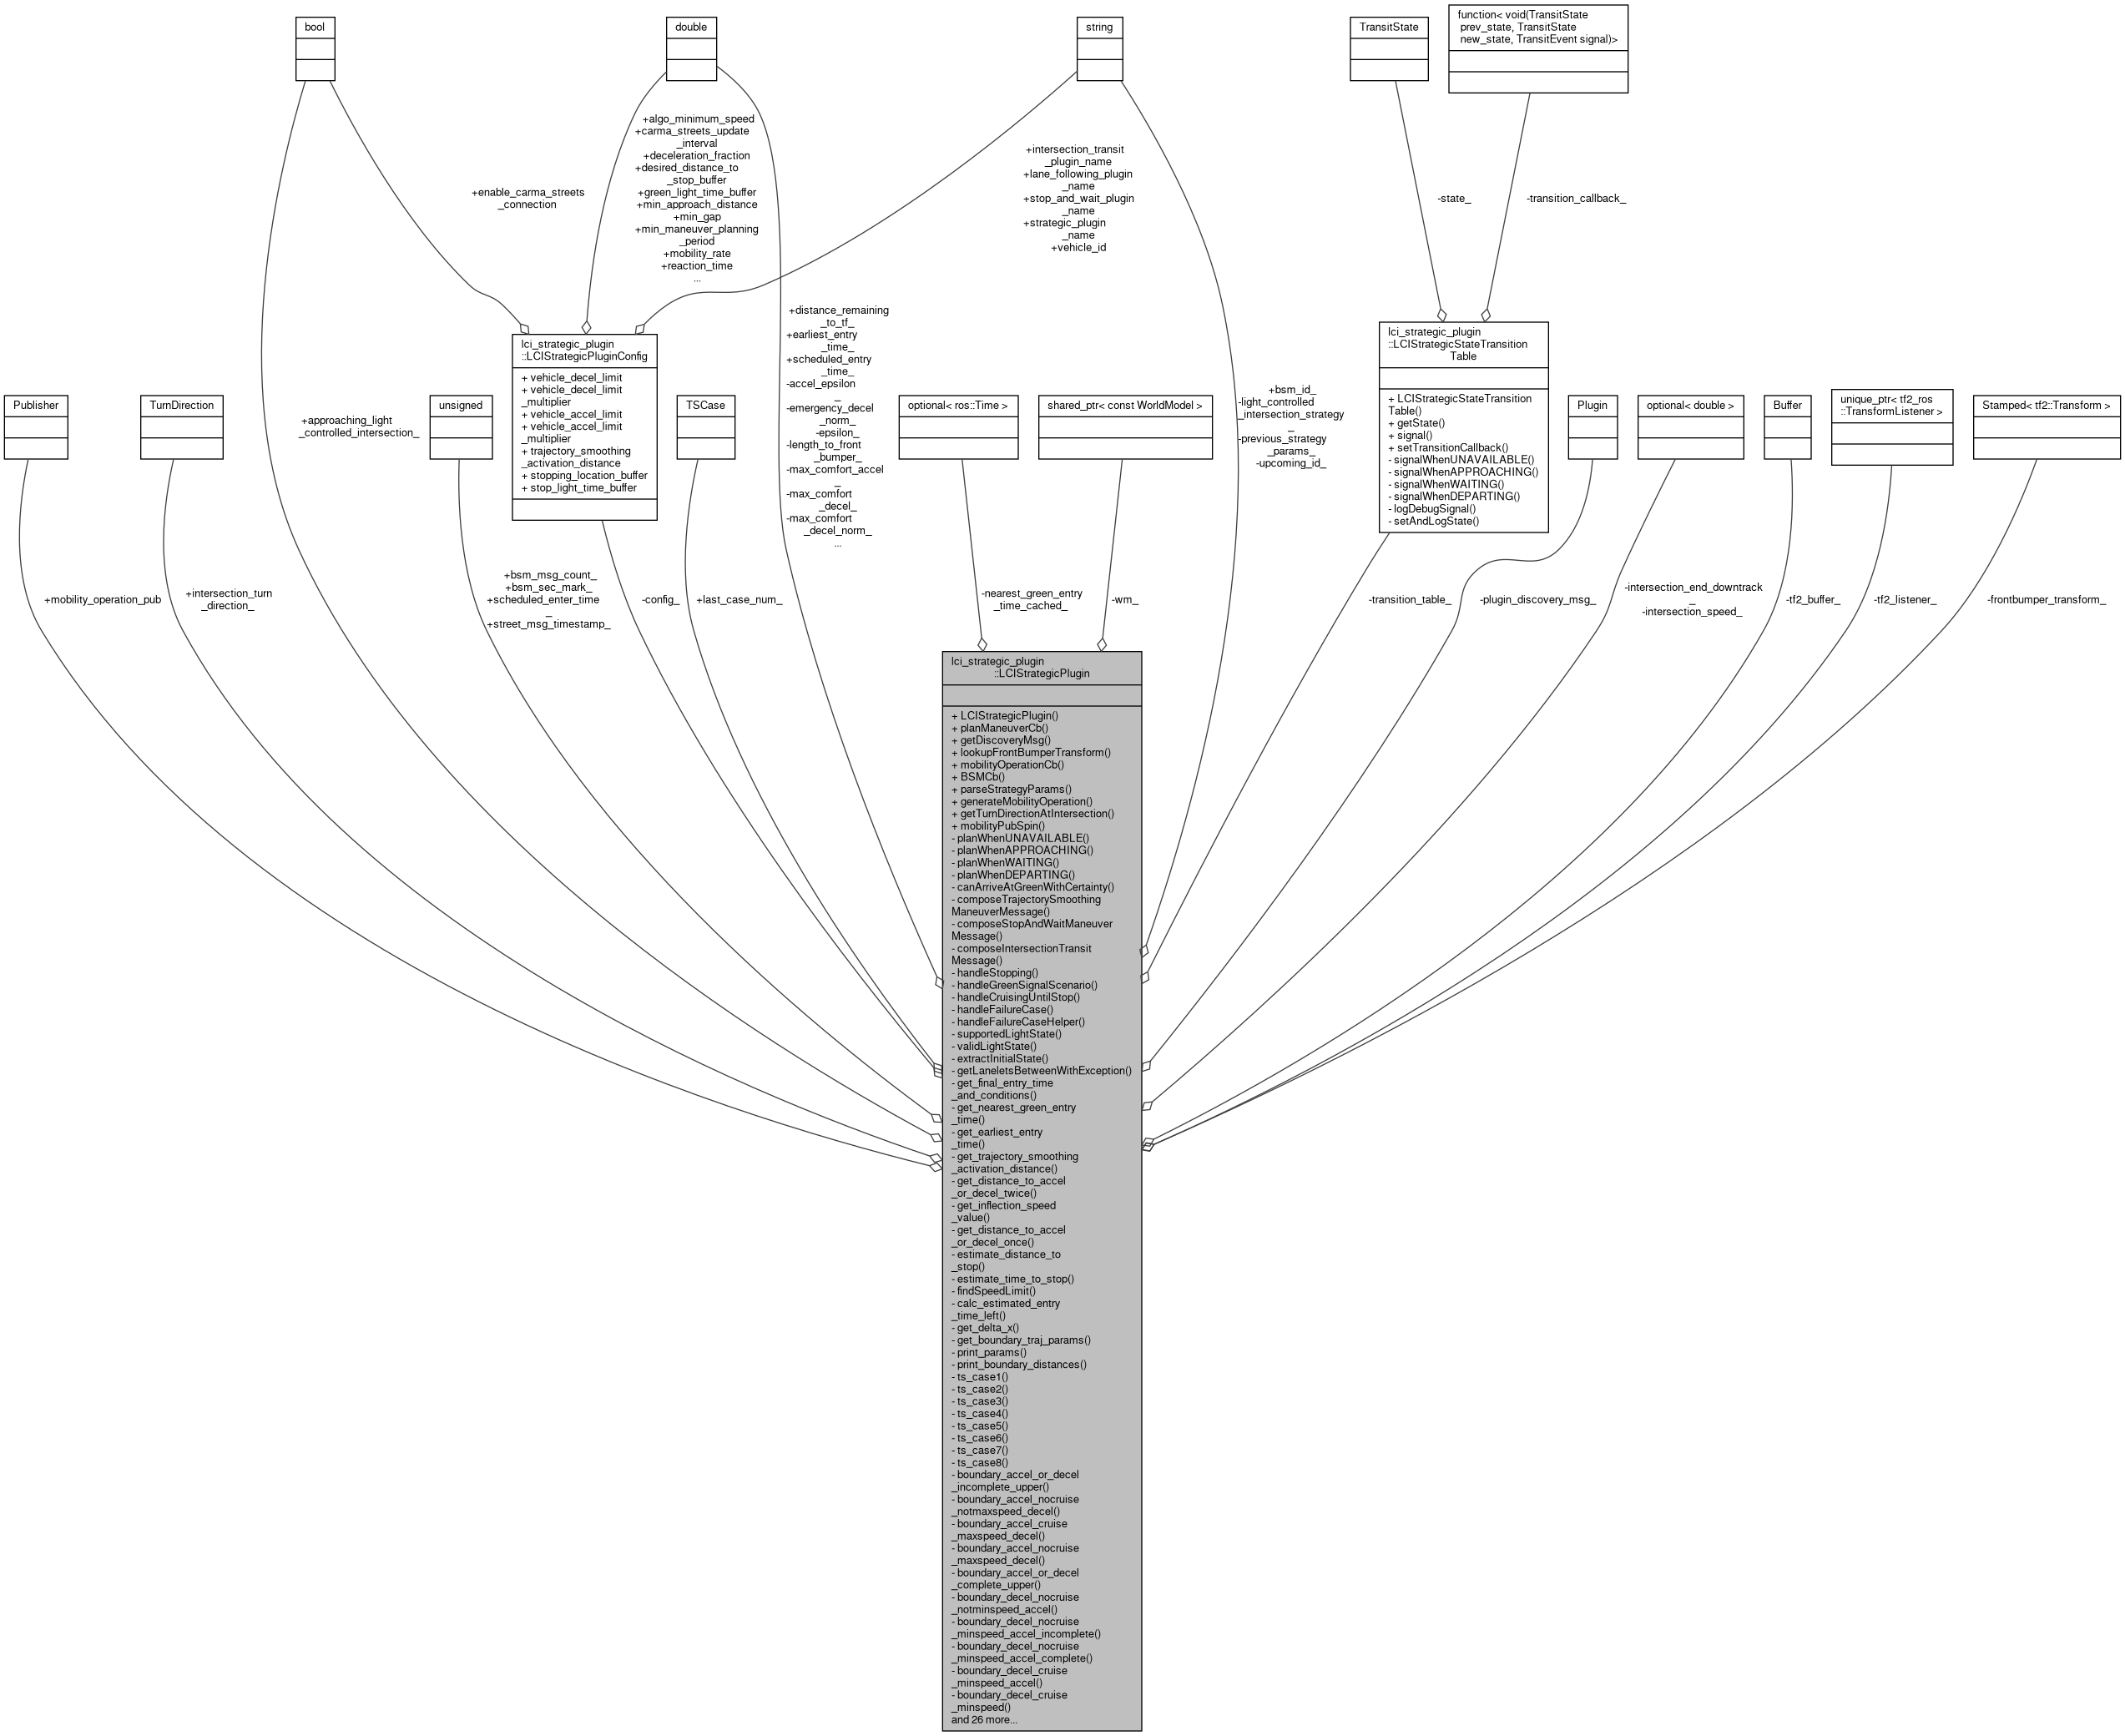 bool
double
string
TransitState
function< void(TransitState
prev_state, TransitState
new_state, TransitEvent signal)>
+enable_carma_streets
_connection
+algo_minimum_speed
+carma_streets_update
_interval
+deceleration_fraction
+desired_distance_to
_stop_buffer
+green_light_time_buffer
+min_approach_distance
+min_gap
+min_maneuver_planning
_period
+mobility_rate
+reaction_time
...
+intersection_transit
_plugin_name
+lane_following_plugin
_name
+stop_and_wait_plugin
_name
+strategic_plugin
_name
+vehicle_id
-state_
-transition_callback_
Publisher
TurnDirection
+approaching_light
_controlled_intersection_
unsigned
lci_strategic_plugin
::LCIStrategicPluginConfig
+ vehicle_decel_limit
+ vehicle_decel_limit
_multiplier
+ vehicle_accel_limit
+ vehicle_accel_limit
_multiplier
+ trajectory_smoothing
_activation_distance
+ stopping_location_buffer
+ stop_light_time_buffer
TSCase
+distance_remaining
_to_tf_
+earliest_entry
_time_
+scheduled_entry
_time_
-accel_epsilon
_
-emergency_decel
_norm_
-epsilon_
-length_to_front
_bumper_
-max_comfort_accel
_
-max_comfort
_decel_
-max_comfort
_decel_norm_
...
optional< ros::Time >
shared_ptr< const WorldModel >
+bsm_id_
-light_controlled
_intersection_strategy
_
-previous_strategy
_params_
-upcoming_id_
lci_strategic_plugin
::LCIStrategicStateTransition
Table
+ LCIStrategicStateTransition
Table()
+ getState()
+ signal()
+ setTransitionCallback()
- signalWhenUNAVAILABLE()
- signalWhenAPPROACHING()
- signalWhenWAITING()
- signalWhenDEPARTING()
- logDebugSignal()
- setAndLogState()
Plugin
optional< double >
Buffer
unique_ptr< tf2_ros
::TransformListener >
Stamped< tf2::Transform >
+mobility_operation_pub
+intersection_turn
_direction_
+bsm_msg_count_
+bsm_sec_mark_
+scheduled_enter_time
_
+street_msg_timestamp_
-config_
+last_case_num_
-nearest_green_entry
_time_cached_
-wm_
-transition_table_
-plugin_discovery_msg_
-intersection_end_downtrack
_
-intersection_speed_
-tf2_buffer_
-tf2_listener_
-frontbumper_transform_
lci_strategic_plugin
::LCIStrategicPlugin
+ LCIStrategicPlugin()
+ planManeuverCb()
+ getDiscoveryMsg()
+ lookupFrontBumperTransform()
+ mobilityOperationCb()
+ BSMCb()
+ parseStrategyParams()
+ generateMobilityOperation()
+ getTurnDirectionAtIntersection()
+ mobilityPubSpin()
- planWhenUNAVAILABLE()
- planWhenAPPROACHING()
- planWhenWAITING()
- planWhenDEPARTING()
- canArriveAtGreenWithCertainty()
- composeTrajectorySmoothing
ManeuverMessage()
- composeStopAndWaitManeuver
Message()
- composeIntersectionTransit
Message()
- handleStopping()
- handleGreenSignalScenario()
- handleCruisingUntilStop()
- handleFailureCase()
- handleFailureCaseHelper()
- supportedLightState()
- validLightState()
- extractInitialState()
- getLaneletsBetweenWithException()
- get_final_entry_time
_and_conditions()
- get_nearest_green_entry
_time()
- get_earliest_entry
_time()
- get_trajectory_smoothing
_activation_distance()
- get_distance_to_accel
_or_decel_twice()
- get_inflection_speed
_value()
- get_distance_to_accel
_or_decel_once()
- estimate_distance_to
_stop()
- estimate_time_to_stop()
- findSpeedLimit()
- calc_estimated_entry
_time_left()
- get_delta_x()
- get_boundary_traj_params()
- print_params()
- print_boundary_distances()
- ts_case1()
- ts_case2()
- ts_case3()
- ts_case4()
- ts_case5()
- ts_case6()
- ts_case7()
- ts_case8()
- boundary_accel_or_decel
_incomplete_upper()
- boundary_accel_nocruise
_notmaxspeed_decel()
- boundary_accel_cruise
_maxspeed_decel()
- boundary_accel_nocruise
_maxspeed_decel()
- boundary_accel_or_decel
_complete_upper()
- boundary_decel_nocruise
_notminspeed_accel()
- boundary_decel_nocruise
_minspeed_accel_incomplete()
- boundary_decel_nocruise
_minspeed_accel_complete()
- boundary_decel_cruise
_minspeed_accel()
- boundary_decel_cruise
_minspeed()
and 26 more...